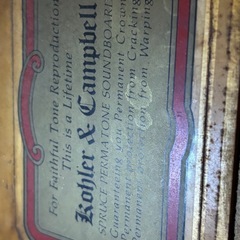 For Faithful Tone Reproduction
This is a Lifetime
Kohler & Campbell
SPRUCE PERMATONE SOUNDBOARD
Guaranteeing You Permanent Crown
Permanent Protection from Cracking
from Warping